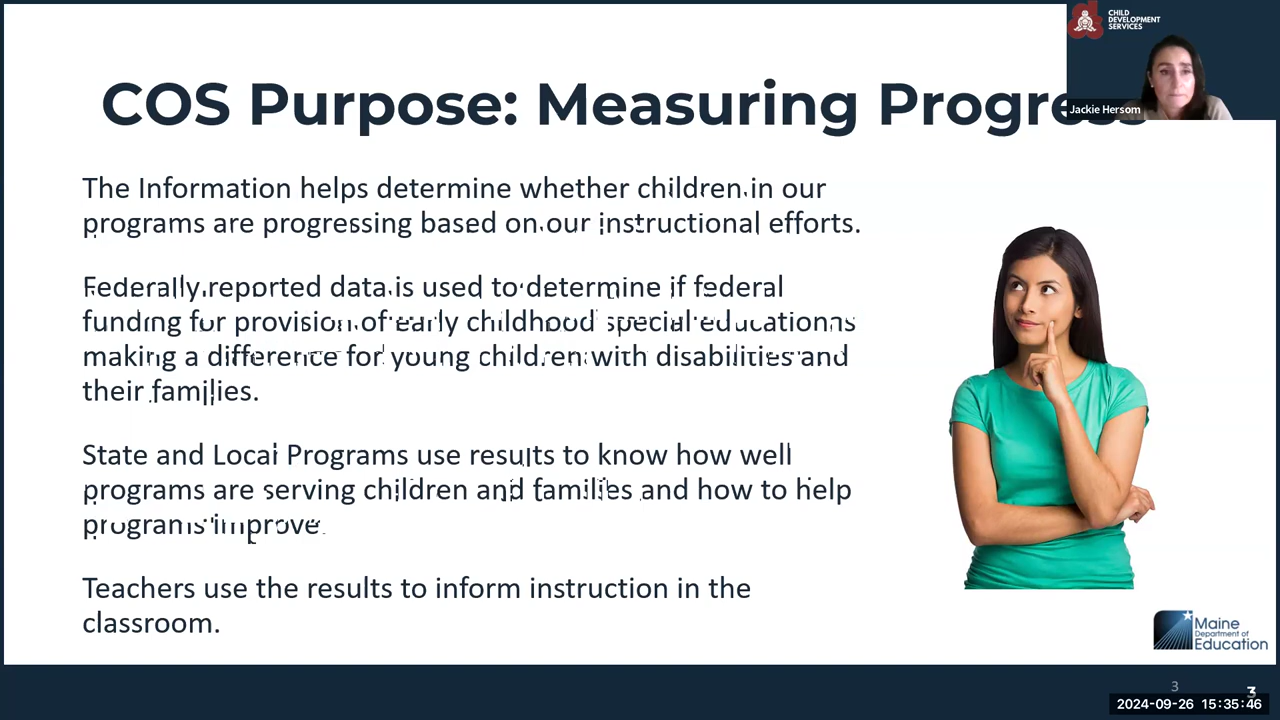 CHILD
DEVELOPMENT
SERVICES
Jackie Hersom
COS Purpose: Measuring Progress
The Information helps determine whether children in our
programs are progressing based on our instructional efforts.
Federally reported data is used to determine if federal
funding for provision of early childhood special education is
making a difference for young children with disabilities and
their families.
State and Local Programs use results to know how well
programs are serving children and families and how to help
programs improve.
Teachers use the results to inform instruction in the
classroom.
Maine
Department of
Education
3
3
2024-09-26 15:35:46